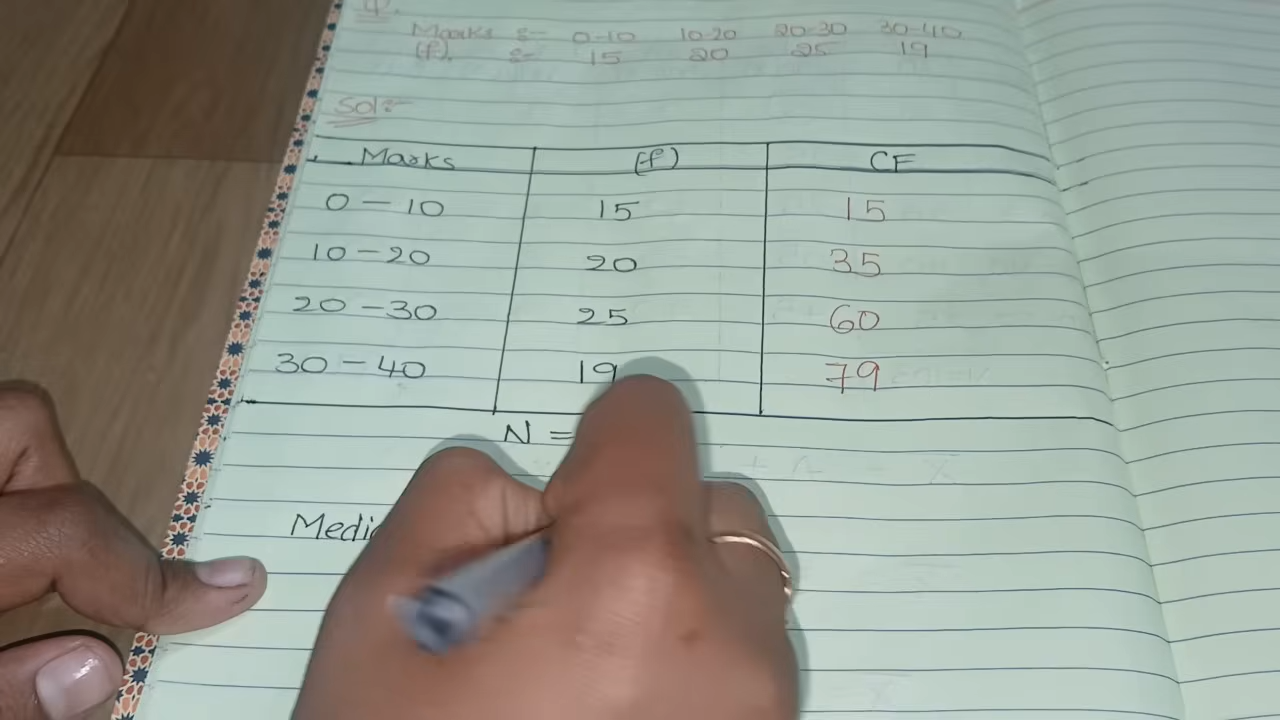 Marks :- 0-10 10-20 20-30 30-40
(f). :- 15 20 25 19
Sol:-
Marks (f) CF
0-10 15 15
10-20 20 35
20-30 25 60
30-40 19 79
N =